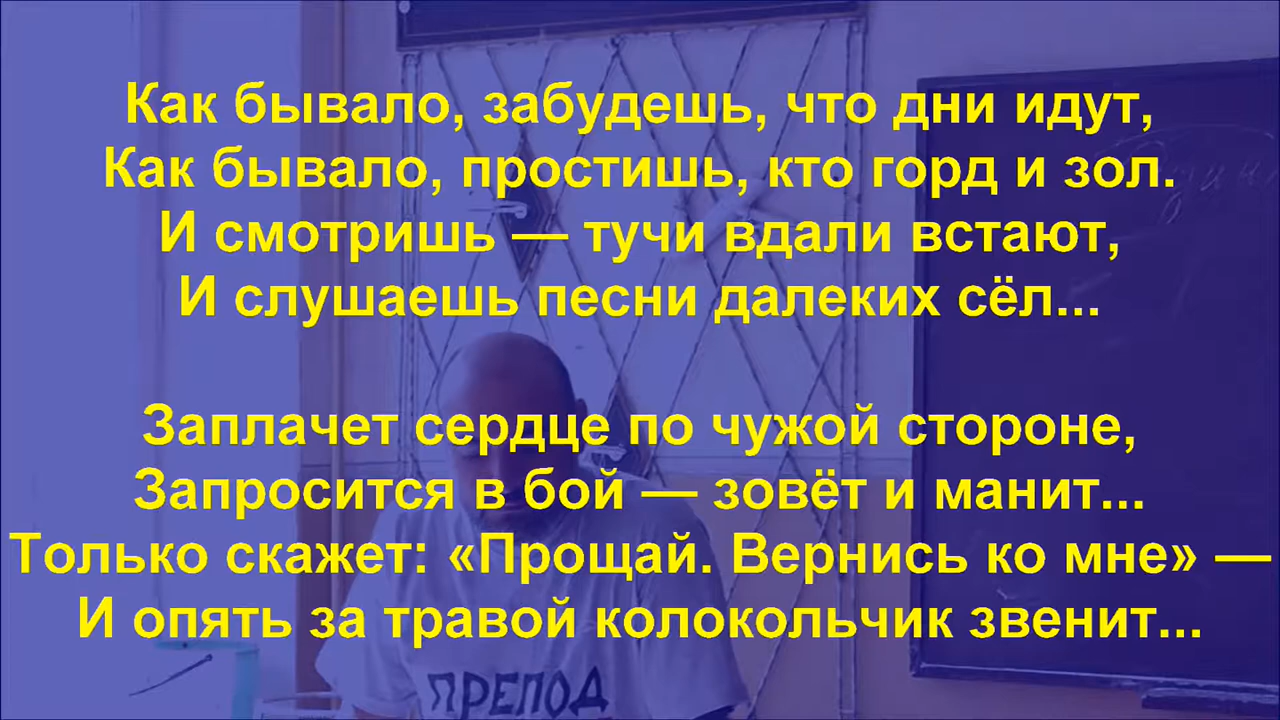 Как бывало, забудешь, что дни идут,
Как бывало, простишь, кто горд и зол.
И смотришь — тучи вдали встают,
И слушаешь песни далеких сёл...
Заплачет сердце по чужой стороне,
Запросится в бой — зовёт и манит...
Только скажет: «Прощай. Вернись ко мне» —
И опять за травой колокольчик звенит...
ПРЕПОД